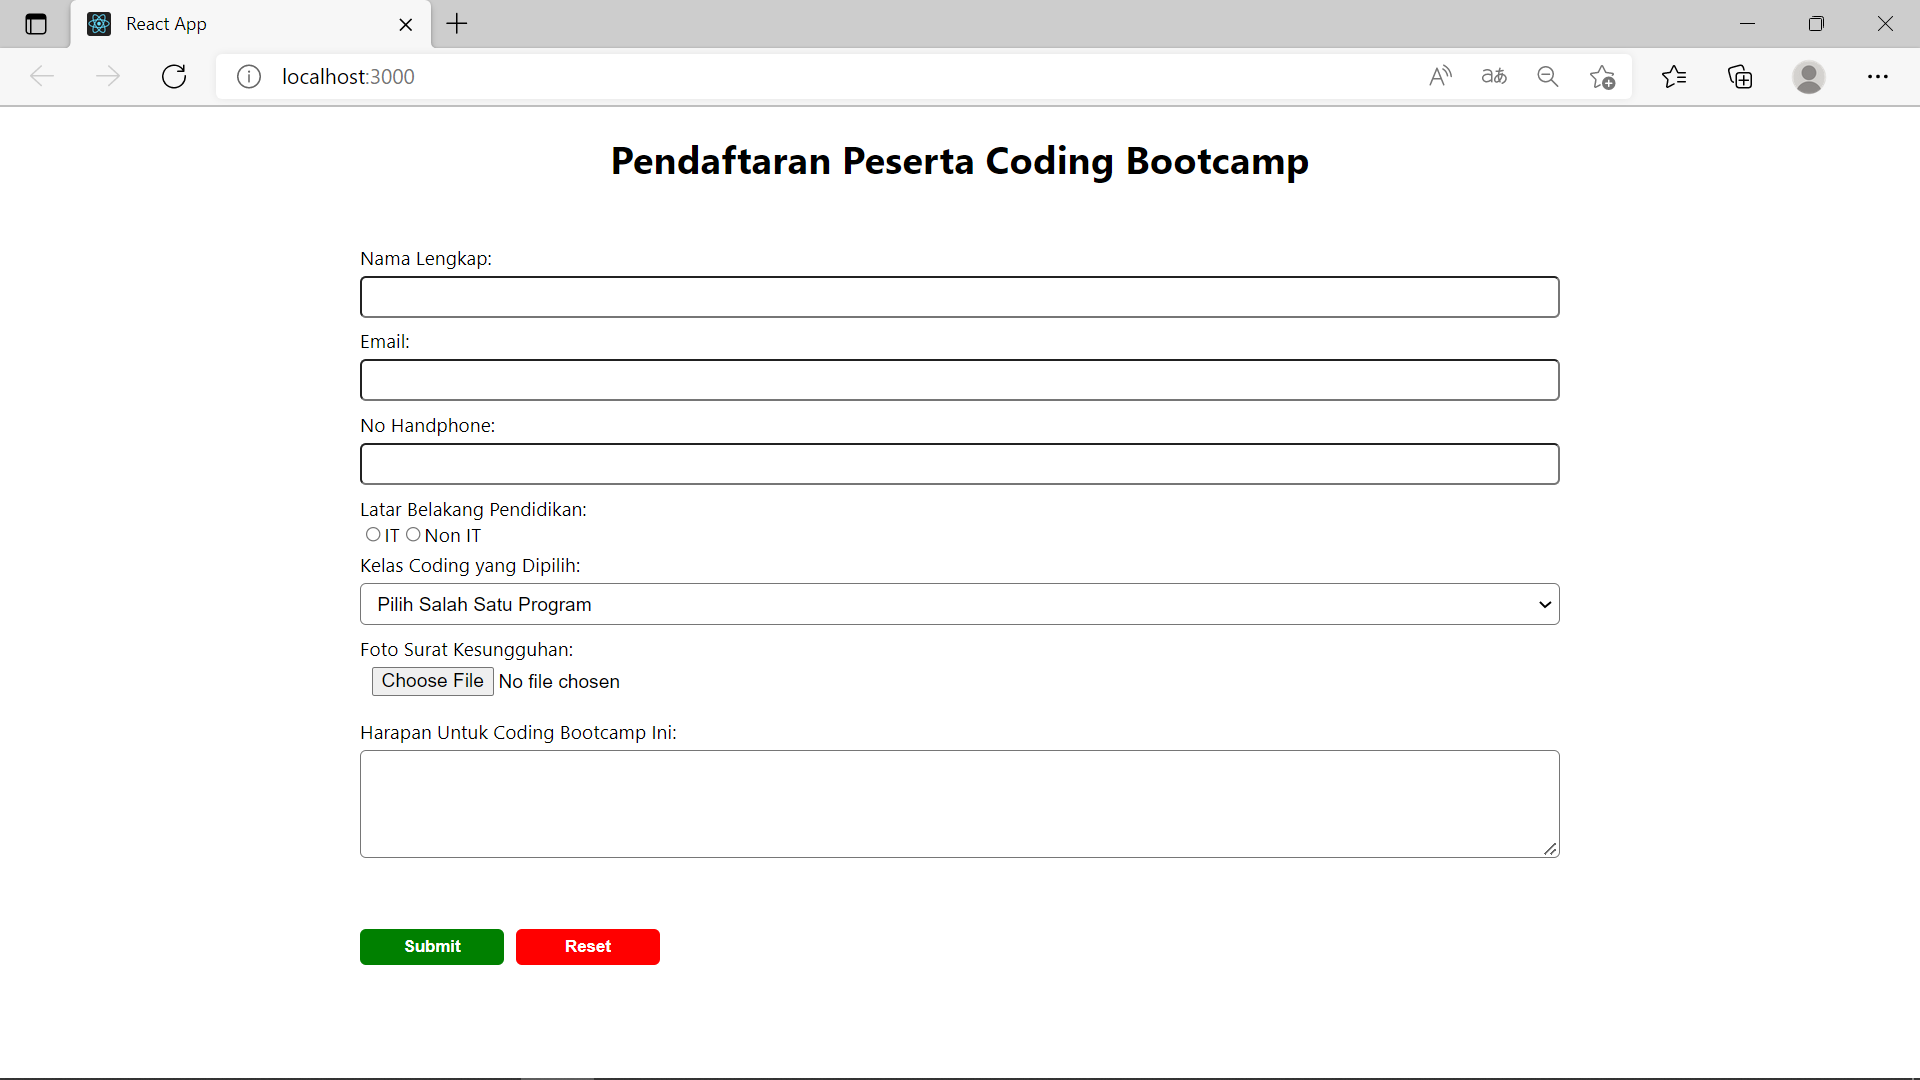 React App
localhost:3000
Pendaftaran Peserta Coding Bootcamp
Nama Lengkap:
Email:
No Handphone:
Latar Belakang Pendidikan:
IT Non IT
Kelas Coding yang Dipilih:
Pilih Salah Satu Program
Foto Surat Kesungguhan:
Choose File No file chosen
Harapan Untuk Coding Bootcamp Ini:
Submit Reset